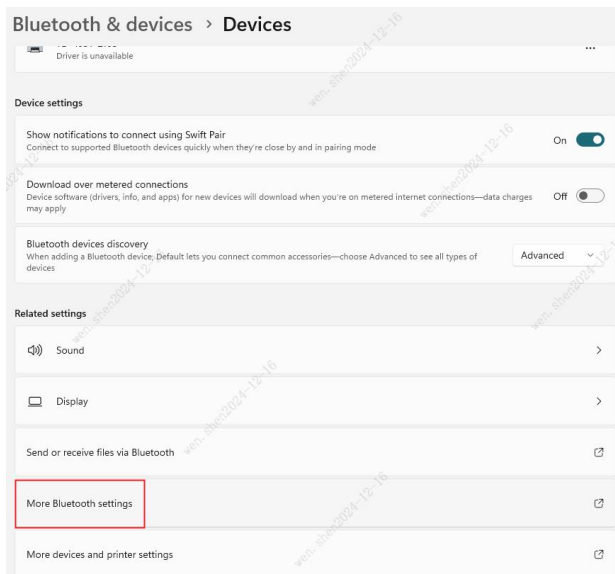 Bluetooth & devices > Devices
Driver is unavailable
Device settings
Show notifications to connect using Swift Pair
Connect to supported Bluetooth devices quickly when they're close by and in pairing mode
On
Download over metered connections
Device software (drivers, info, and apps) for new devices will download when you're on metered internet connections—data charges
may apply
Off
Bluetooth devices discovery
When adding a Bluetooth device, Default lets you connect common accessories—choose Advanced to see all types of
devices
Advanced
Related settings
Sound
Display
Send or receive files via Bluetooth
More Bluetooth settings
More devices and printer settings
wen.shen2024-12-16